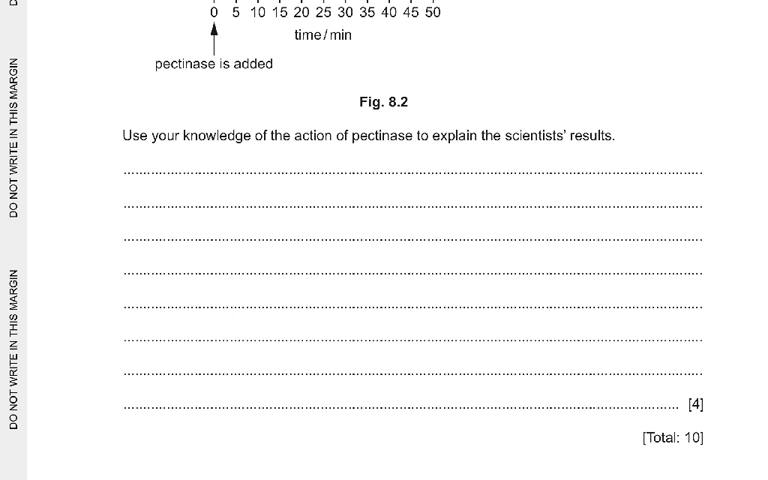 0 5 10 15 20 25 30 35 40 45 50
time / min
pectinase is added
Fig. 8.2
Use your knowledge of the action of pectinase to explain the scientists' results.
[4]
[Total: 10]
DO NOT WRITE IN THIS MARGIN
DO NOT WRITE IN THIS MARGIN